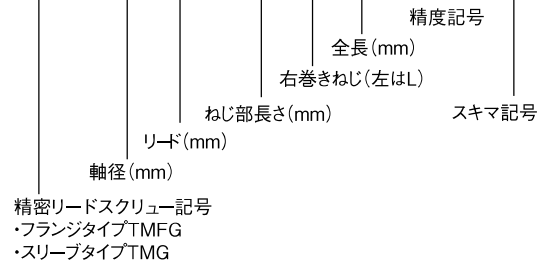 精度記号
全長(mm)
右巻きねじ(左はL)
ねじ部長さ(mm)
スキマ記号
リード(mm)
軸径(mm)
精密リードスクリュー記号
・フランジタイプTMFG
・スリーブタイプTMG